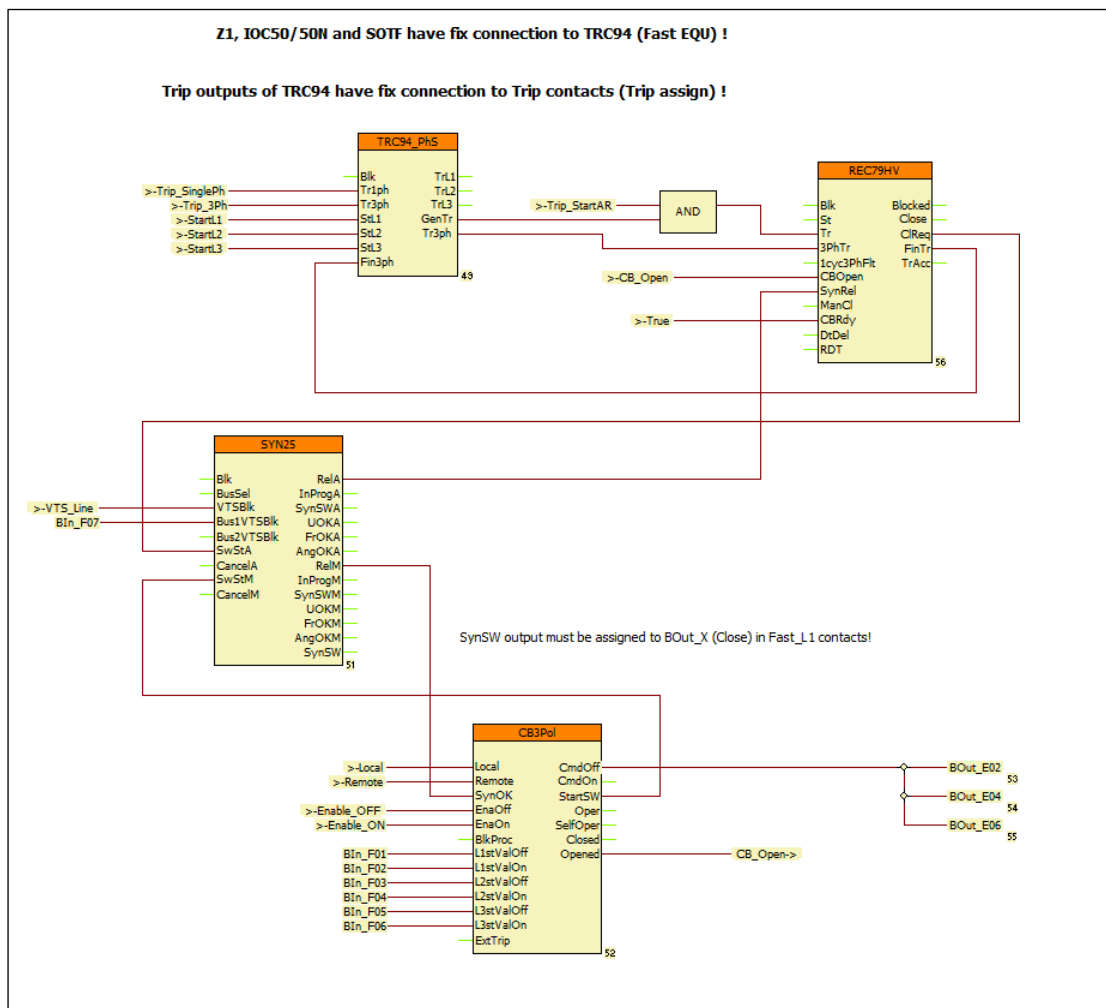 Z1, IOC50/50N and SOTF have fix connection to TRC94 (Fast EQU) !
Trip outputs of TRC94 have fix connection to Trip contacts (Trip assign) !
TRC94_PhS
Blk TrL1
>-Trip_SinglePh Tr1ph TrL2
>-Trip_3Ph Tr3ph TrL3
>-StartL1 StL1 GenTr
>-StartL2 StL2 Tr3ph
>-StartL3 StL3
Fin3ph
49
>-Trip_StartAR
AND
REC79HV
Blk Blocked
St Close
Tr ClReq
3PhTr FinTr
1cyc3PhFlt TrAcc
>-CB_Open CBOpen
SynRel
ManCl
>-True CBRdy
DtDel
RDT
56
SYN25
Blk RelA
BusSel InProgA
>-VTS_Line VTSBlk SynSWA
BIn_F07 Bus1VTSBlk UOKA
Bus2VTSBlk FrOKA
SwStA AngOKA
CancelA RelM
SwStM InProgM
CancelM SynSWM
UOKM
FrOKM
AngOKM
SynSW
51
SynSW output must be assigned to BOut_X (Close) in Fast_L1 contacts!
CB3Pol
>-Local Local CmdOff BOut_E02
53
>-Remote Remote CmdOn
SynOK StartSW BOut_E04
54
>-Enable_OFF EnaOff Oper
>-Enable_ON EnaOn SelfOper BOut_E06
55
BlkProc Closed
BIn_F01 L1stValOff Opened CB_Open->
BIn_F02 L1stValOn
BIn_F03 L2stValOff
BIn_F04 L2stValOn
BIn_F05 L3stValOff
BIn_F06 L3stValOn
ExtTrip
52